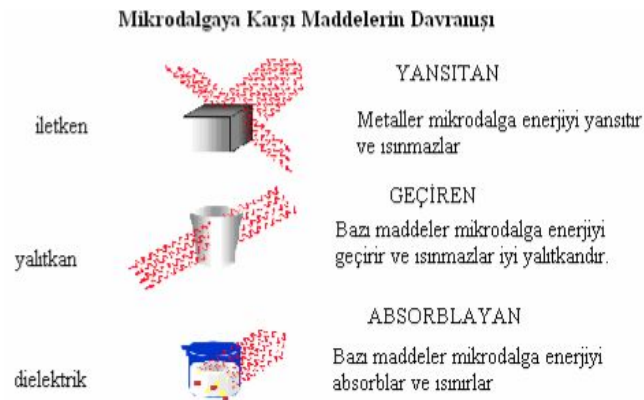 Mikrodalgaya Karşı Maddelerin Davranışı
YANSITAN
iletken
Metaller mikrodalga enerjiyi yansıtır
ve ısınmazlar
GEÇİREN
Bazı maddeler mikrodalga enerjiyi
geçirir ve ısınmazlar iyi yalıtkandır.
yalıtkan
ABSORBLAYAN
Bazı maddeler mikrodalga enerjiyi
absorblar ve ısınırlar
dielektrik